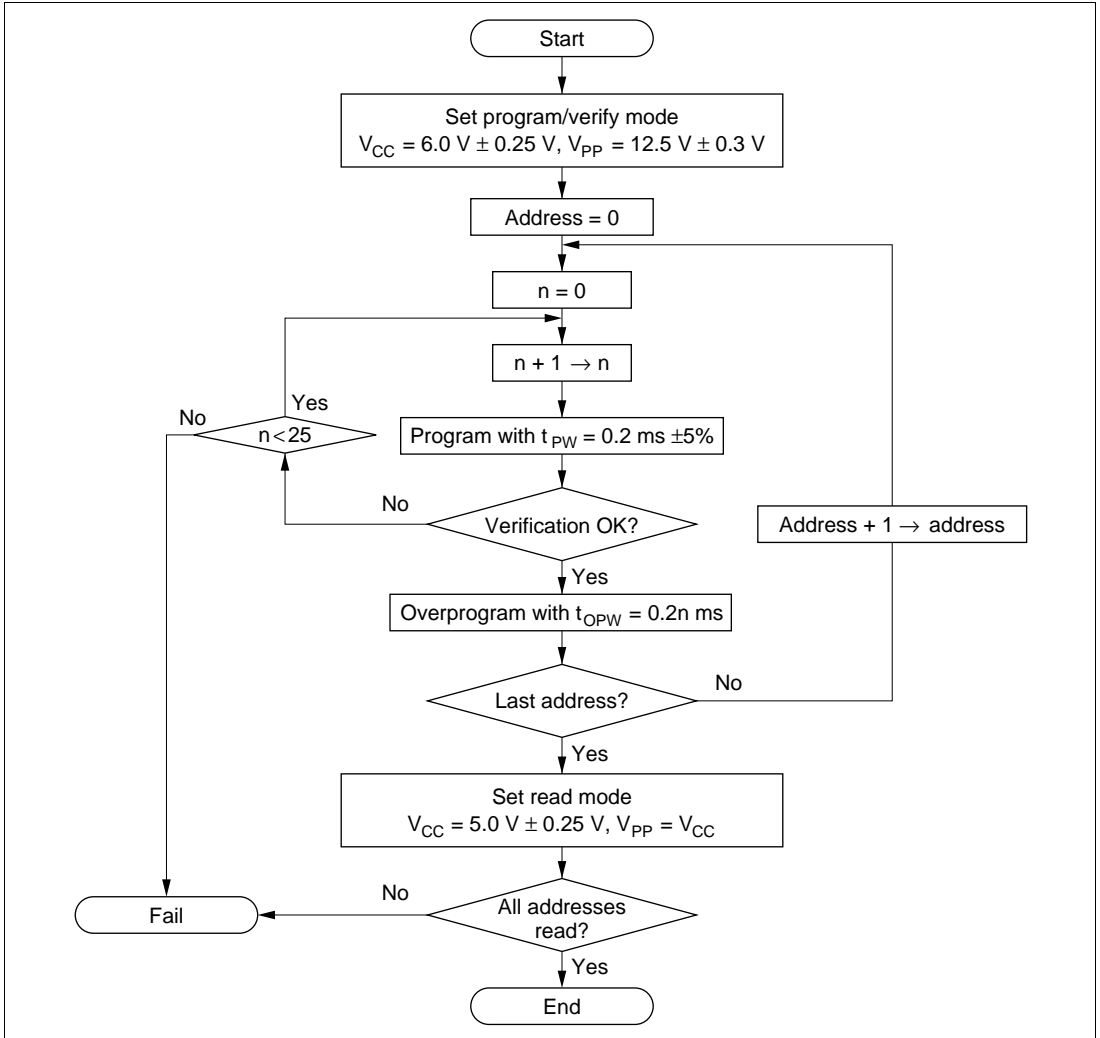 Start
Set program/verify mode
VCC = 6.0 V ± 0.25 V, VPP = 12.5 V ± 0.3 V
Address = 0
n = 0
n + 1 → n
No
Yes
n<25
Program with tPW = 0.2 ms ±5%
No
Verification OK?
Address + 1 → address
Yes
Overprogram with tOPW = 0.2n ms
Last address?
No
Yes
Set read mode
VCC = 5.0 V ± 0.25 V, VPP = VCC
No
Fail
All addresses
read?
Yes
End